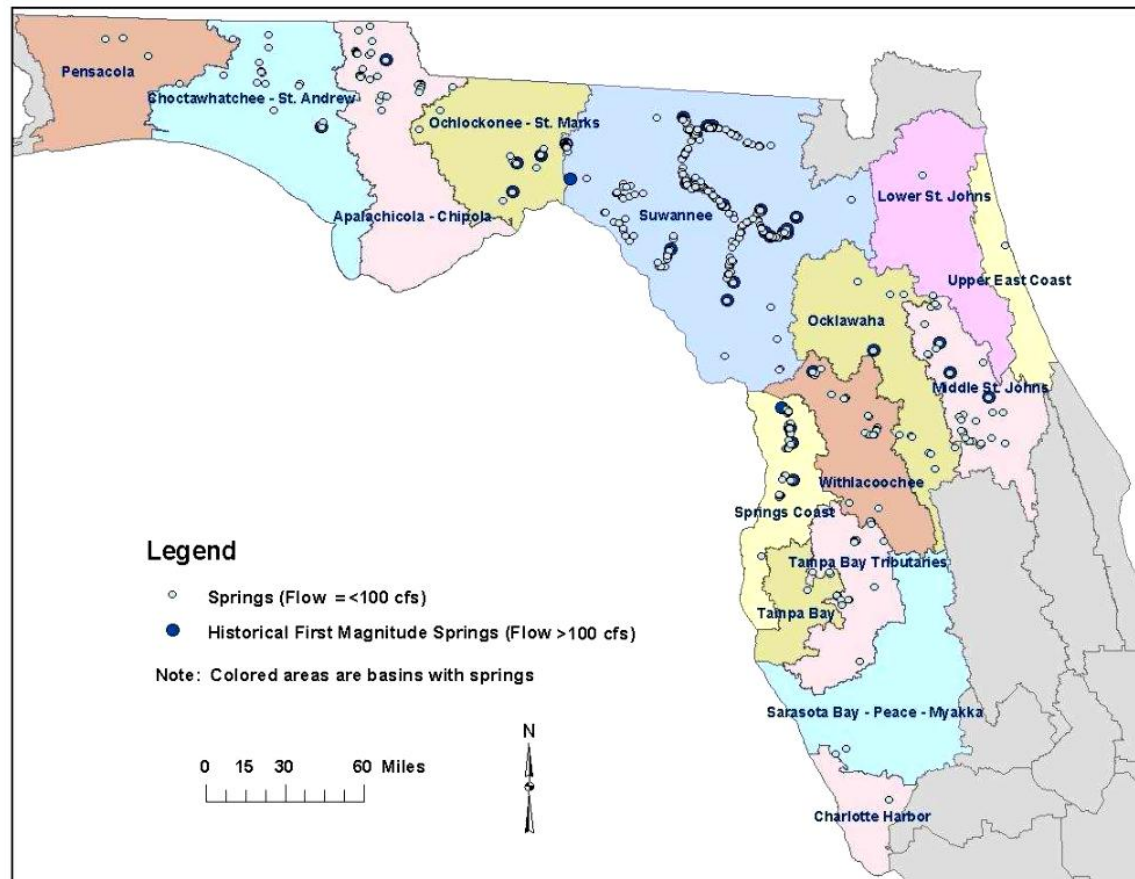 Pensacola
Choctawhatchee - St. Andrew
Ochlockonee - St. Marks
Apalachicola - Chipola
Suwannee
Lower St. Johns
Upper East Coast
Ocklawaha
Middle St. Johns
Withlacoochee
Springs Coast
Tampa Bay Tributaries
Tampa Bay
Sarasota Bay - Peace - Myakka
Charlotte Harbor
Legend
Springs (Flow =<100 cfs)
Historical First Magnitude Springs (Flow >100 cfs)
Note: Colored areas are basins with springs
N
0 15 30 60 Miles